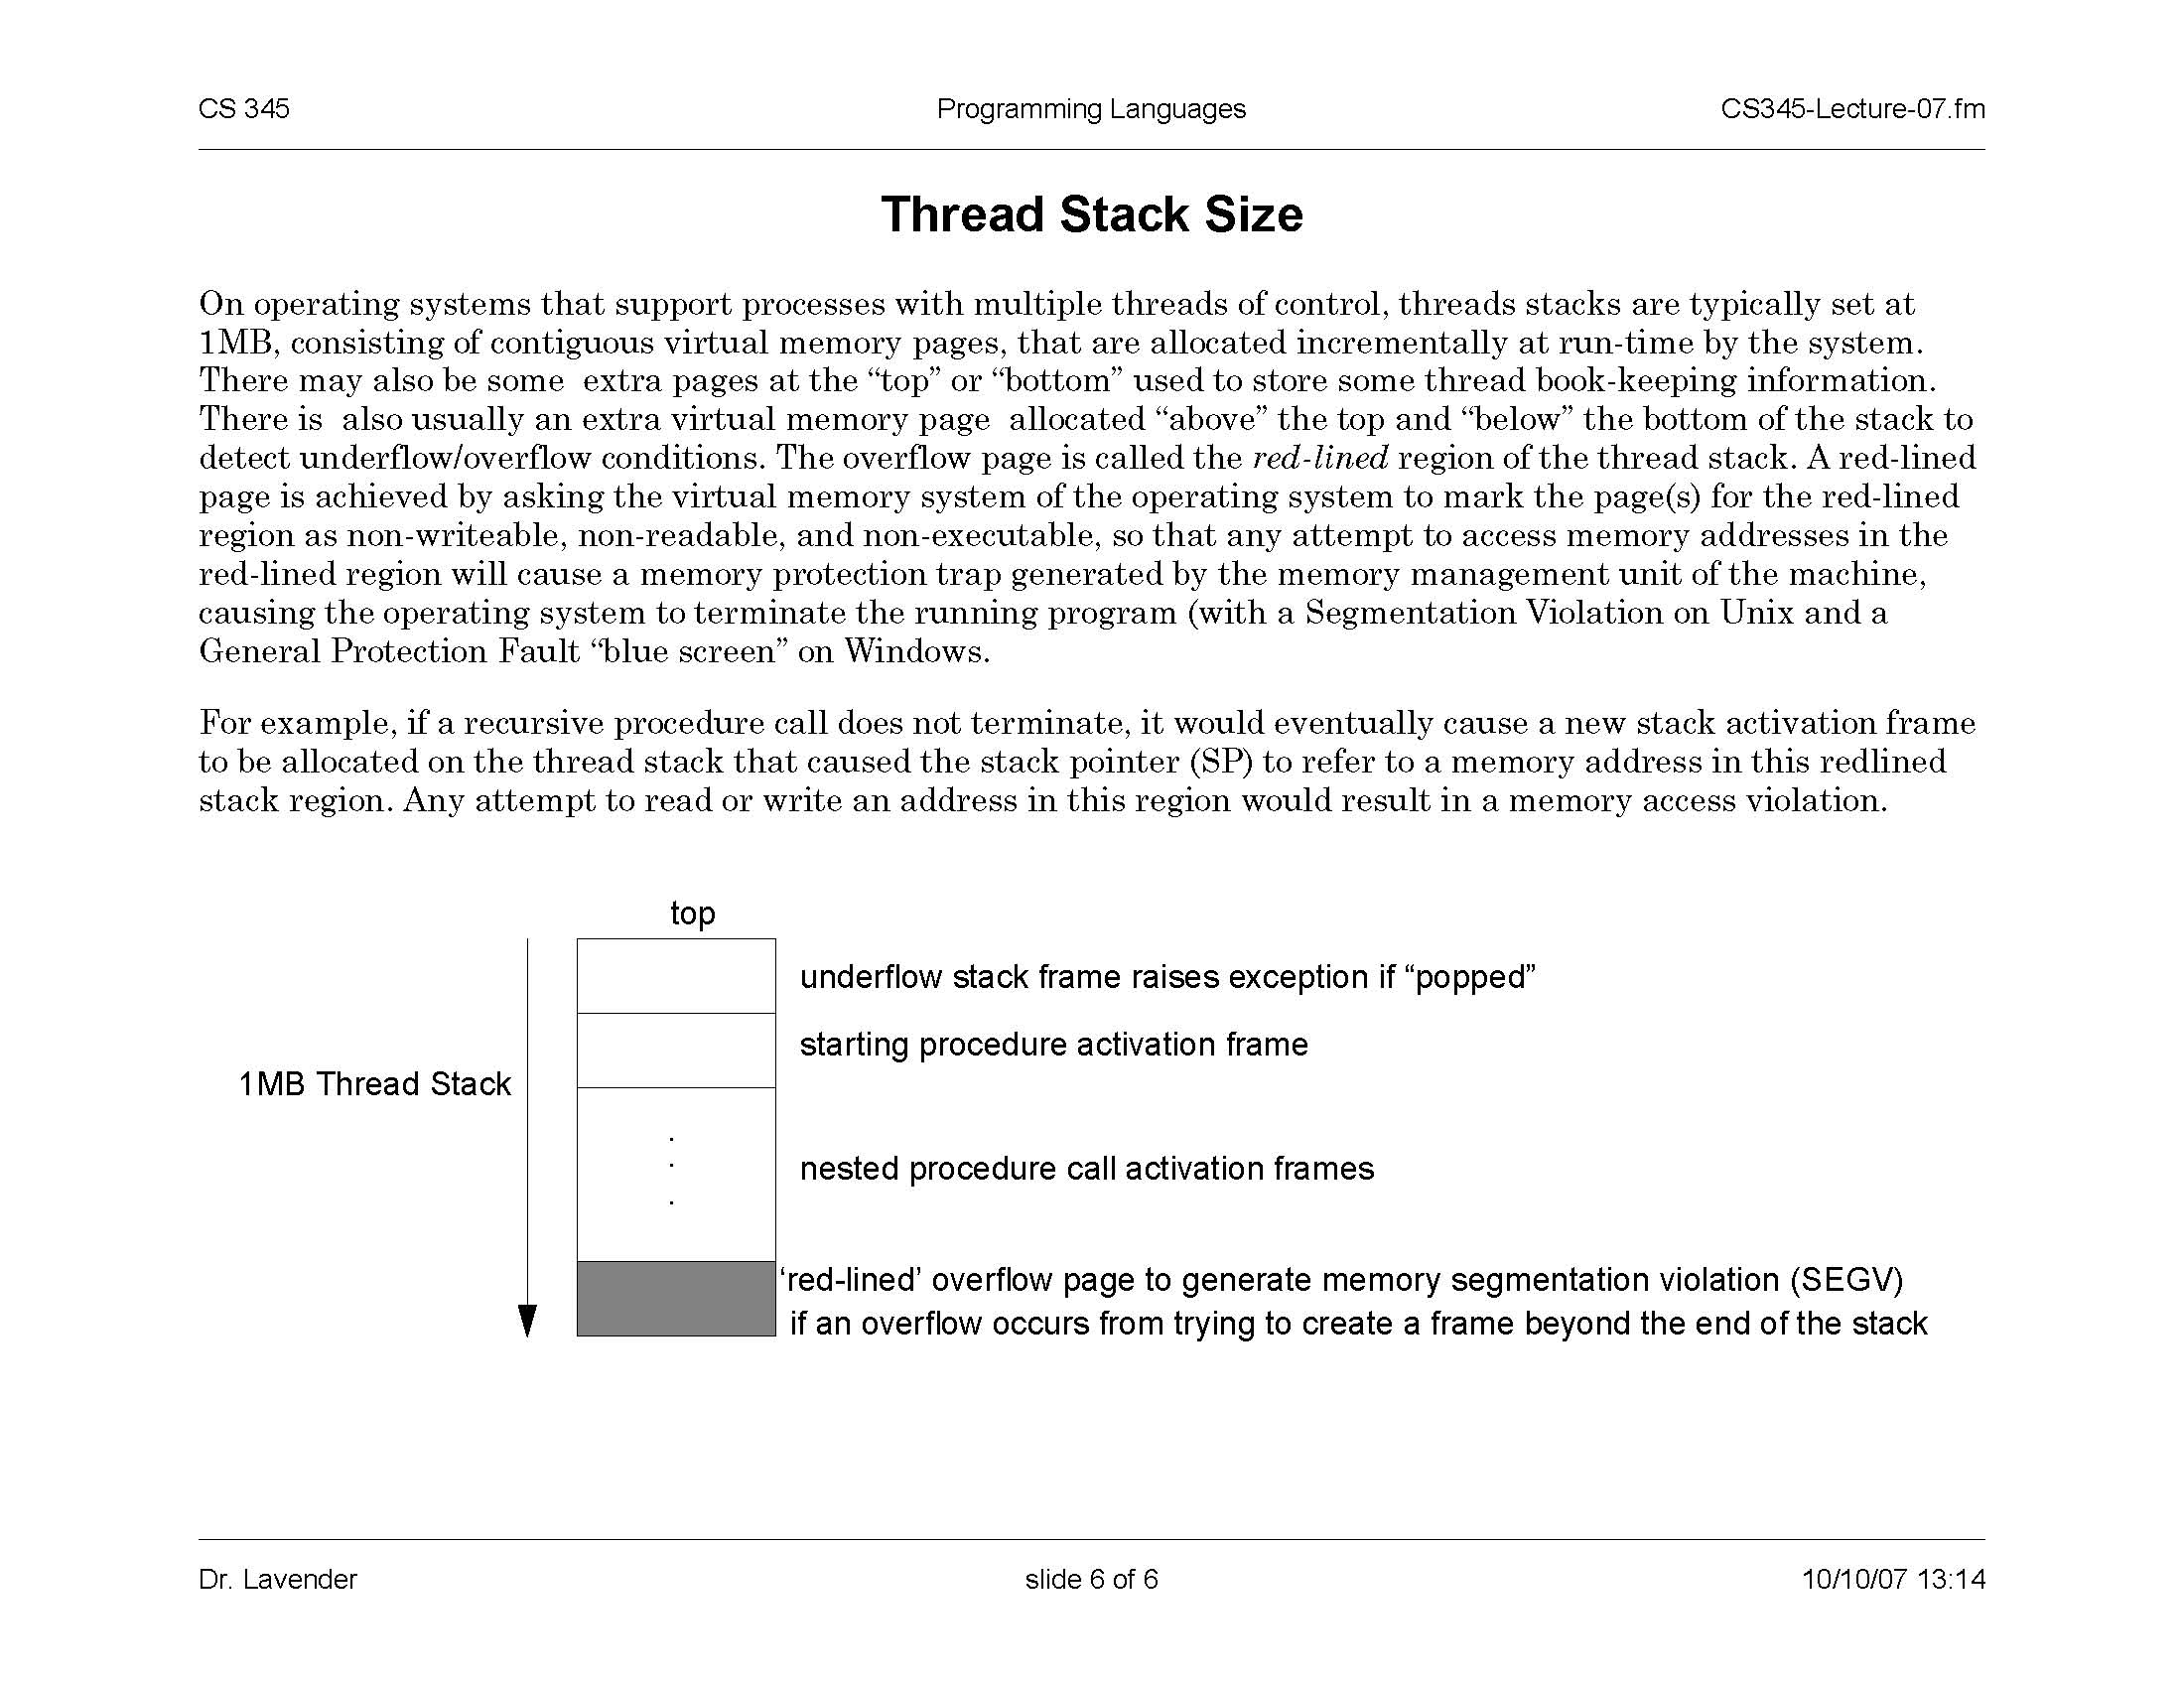 CS 345
Programming Languages
CS345-Lecture-07.fm
Thread Stack Size
On operating systems that support processes with multiple threads of control, threads stacks are typically set at
1MB, consisting of contiguous virtual memory pages, that are allocated incrementally at run-time by the system.
There may also be some  extra pages at the “top” or “bottom” used to store some thread book-keeping information.
There is  also usually an extra virtual memory page  allocated “above” the top and “below” the bottom of the stack to
detect underflow/overflow conditions. The overflow page is called the red-lined region of the thread stack. A red-lined
page is achieved by asking the virtual memory system of the operating system to mark the page(s) for the red-lined
region as non-writeable, non-readable, and non-executable, so that any attempt to access memory addresses in the
red-lined region will cause a memory protection trap generated by the memory management unit of the machine,
causing the operating system to terminate the running program (with a Segmentation Violation on Unix and a
General Protection Fault “blue screen” on Windows.
For example, if a recursive procedure call does not terminate, it would eventually cause a new stack activation frame
to be allocated on the thread stack that caused the stack pointer (SP) to refer to a memory address in this redlined
stack region. Any attempt to read or write an address in this region would result in a memory access violation.
top
underflow stack frame raises exception if “popped”
starting procedure activation frame
1MB Thread Stack
.
.
.
nested procedure call activation frames
‘red-lined’ overflow page to generate memory segmentation violation (SEGV)
if an overflow occurs from trying to create a frame beyond the end of the stack
Dr. Lavender
slide 6 of 6
10/10/07 13:14